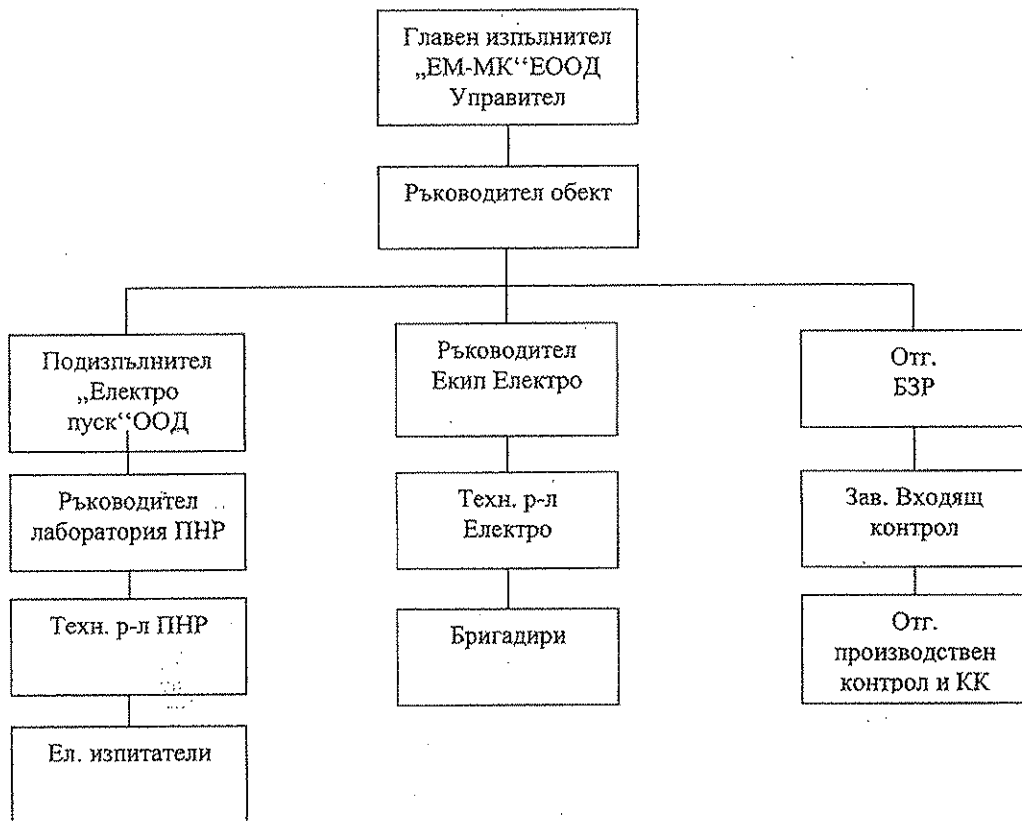 Главен изпълнител
„ЕМ-МК“ЕООД
Управител
Ръководител обект
Подизпълнител
„Електро
пуск“ООД
Ръководител
лаборатория ПНР
Техн. р-л ПНР
Ел. изпитатели
Ръководител
Екип Електро
Техн. р-л
Електро
Бригадири
Отг.
БЗР
Зав. Входящ
контрол
Отг.
производствен
контрол и КК